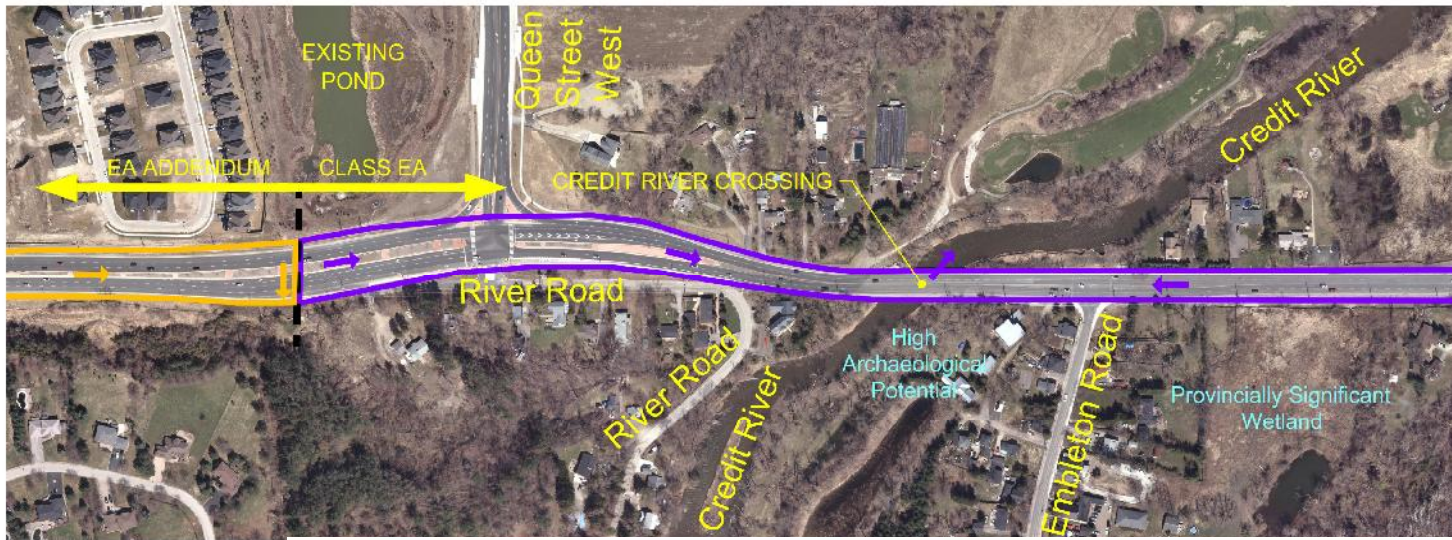 EXISTING
POND
Queen
Street
West
Credit River
EA ADDENDUM
CLASS EA
CREDIT RIVER CROSSING
River Road
River Road
Credit River
High
Archaeological
Potential
Embleton Road
Provincially Significant
Wetland